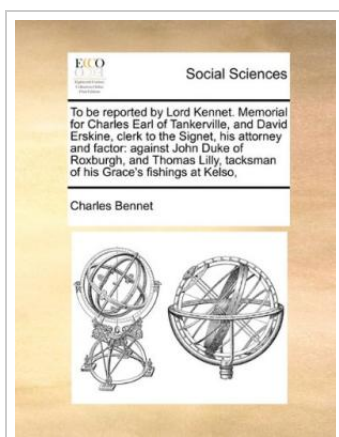 ECCO
Social Sciences
To be reported by Lord Kennet. Memorial
for Charles Earl of Tankerville, and David
Erskine, clerk to the Signet, his attorney
and factor: against John Duke of
Roxburgh, and Thomas Lilly, tacksman
of his Grace's fishings at Kelso,
Charles Bennet